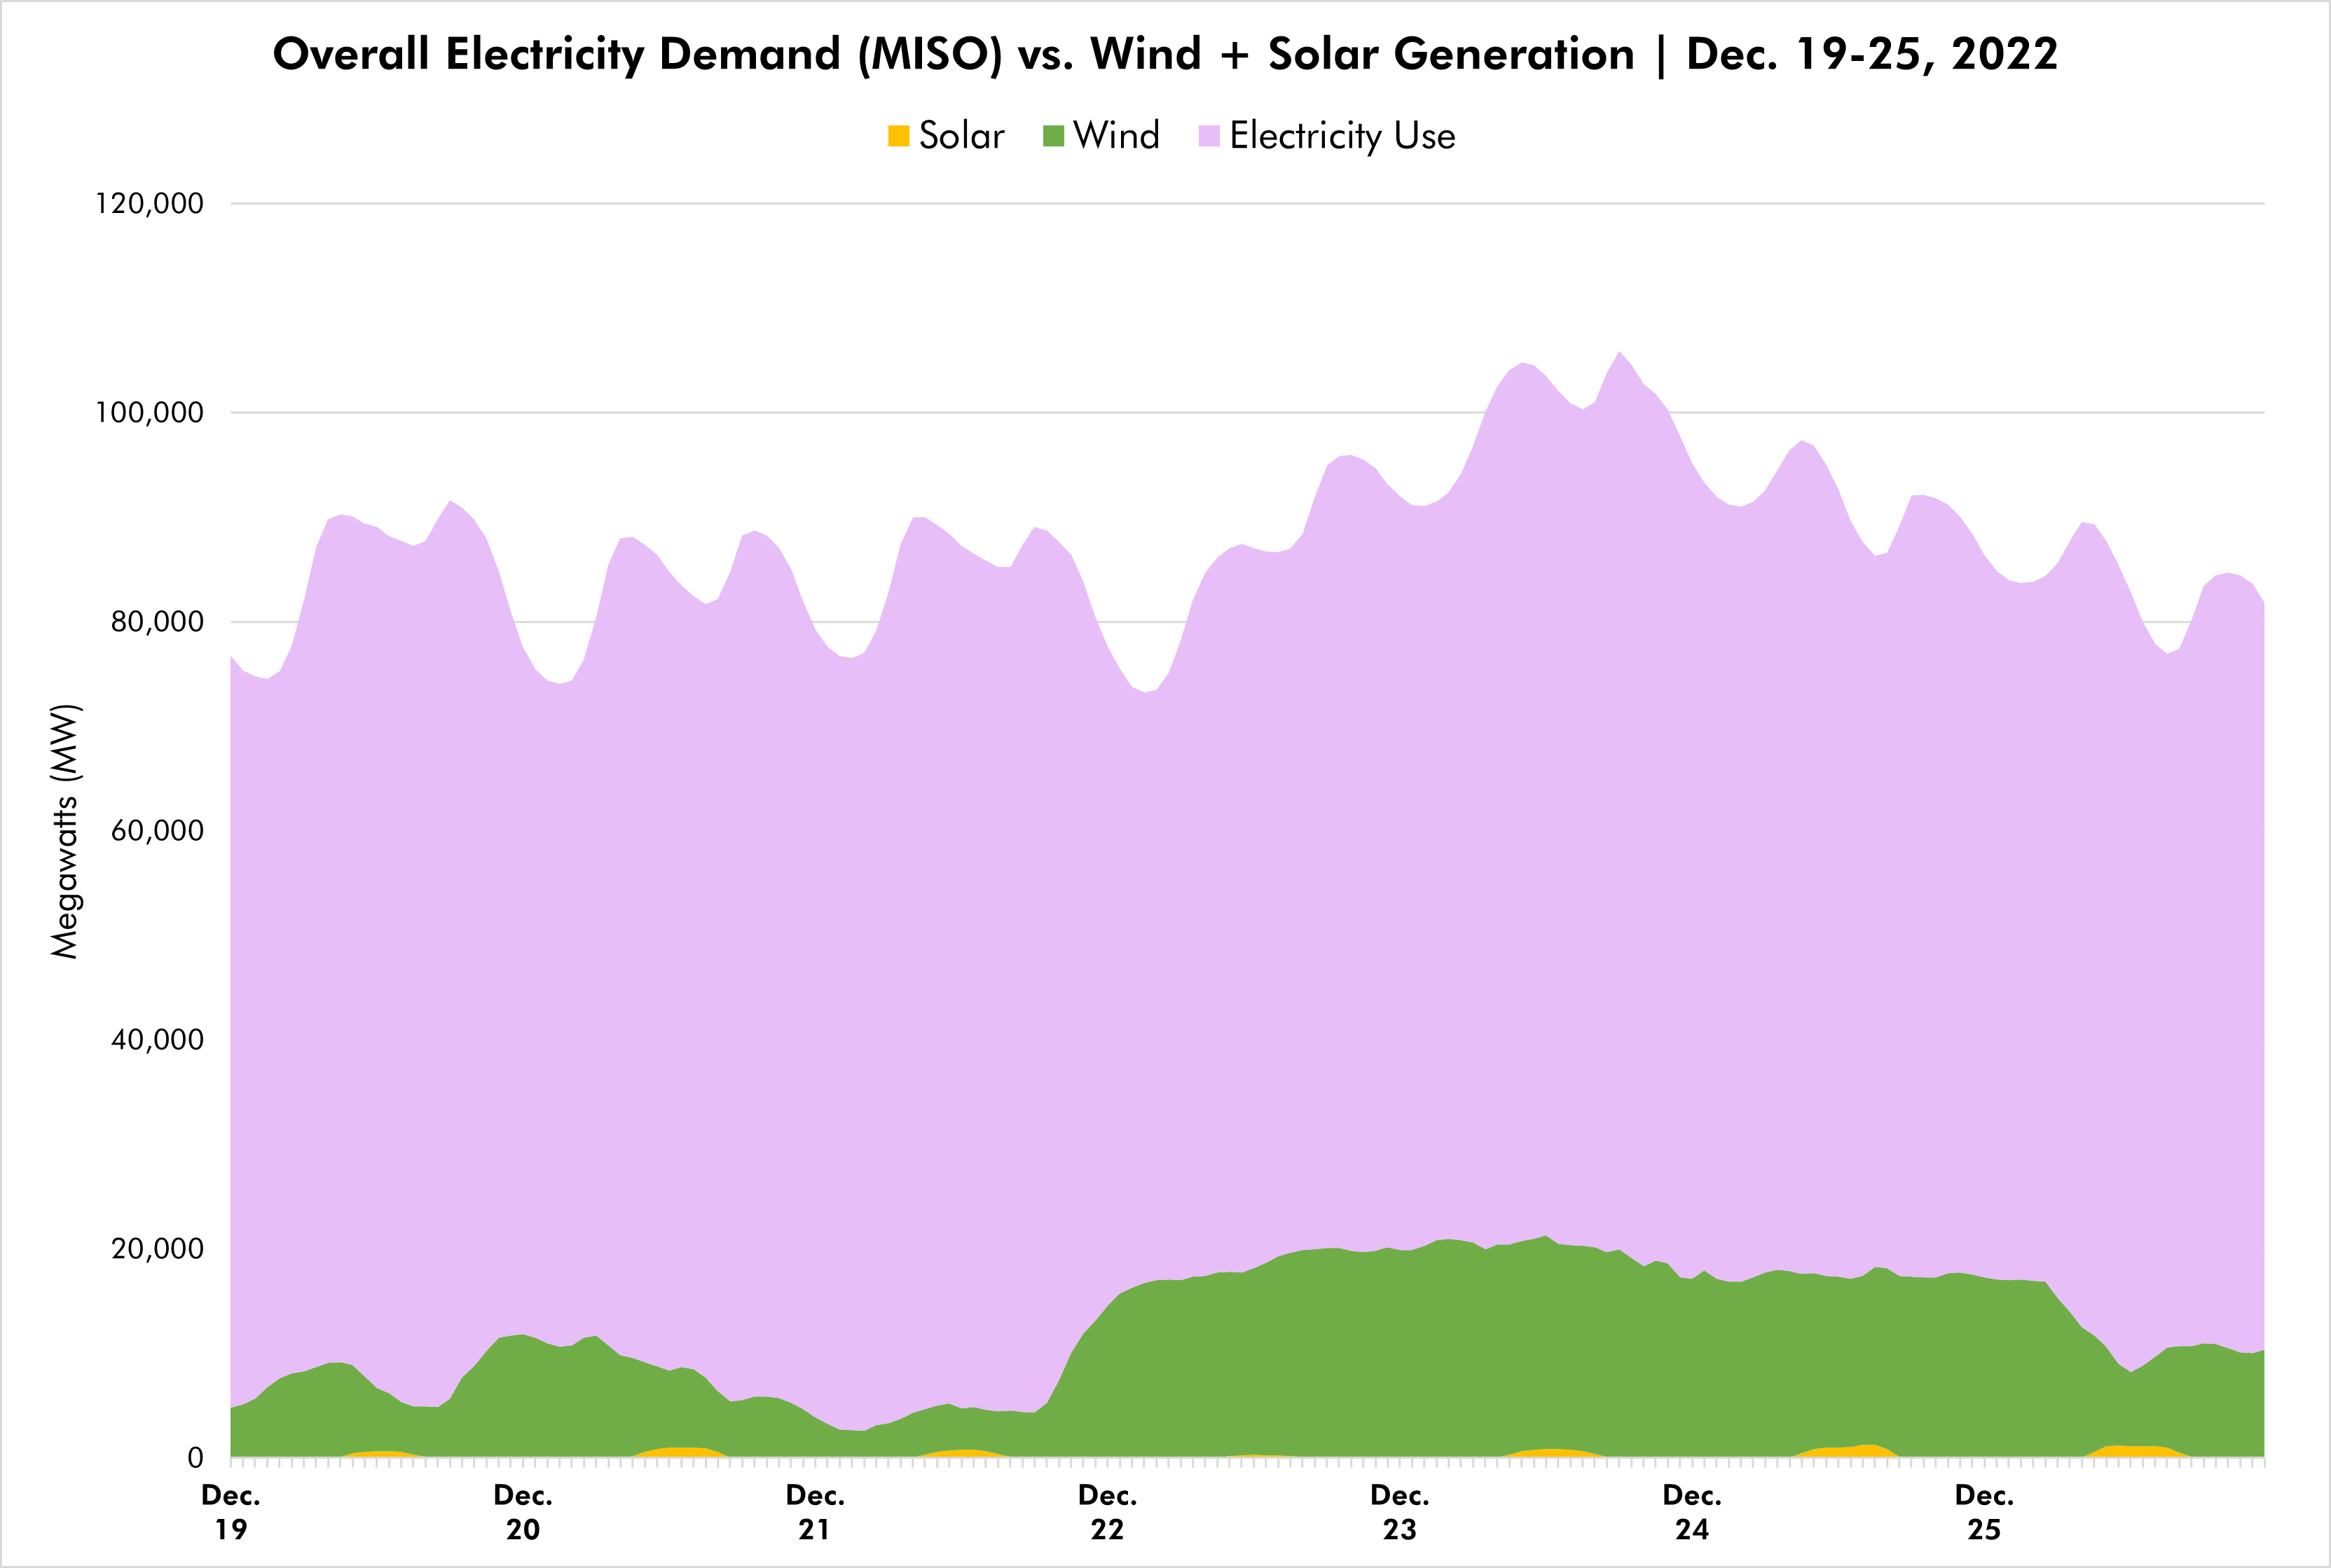 Overall Electricity Demand (MISO) vs. Wind + Solar Generation | Dec. 19-25, 2022
Solar Wind Electricity Use
120,000
100,000
80,000
60,000
40,000
20,000
0
Megawatts (MW)
Dec. 19
Dec. 20
Dec. 21
Dec. 22
Dec. 23
Dec. 24
Dec. 25